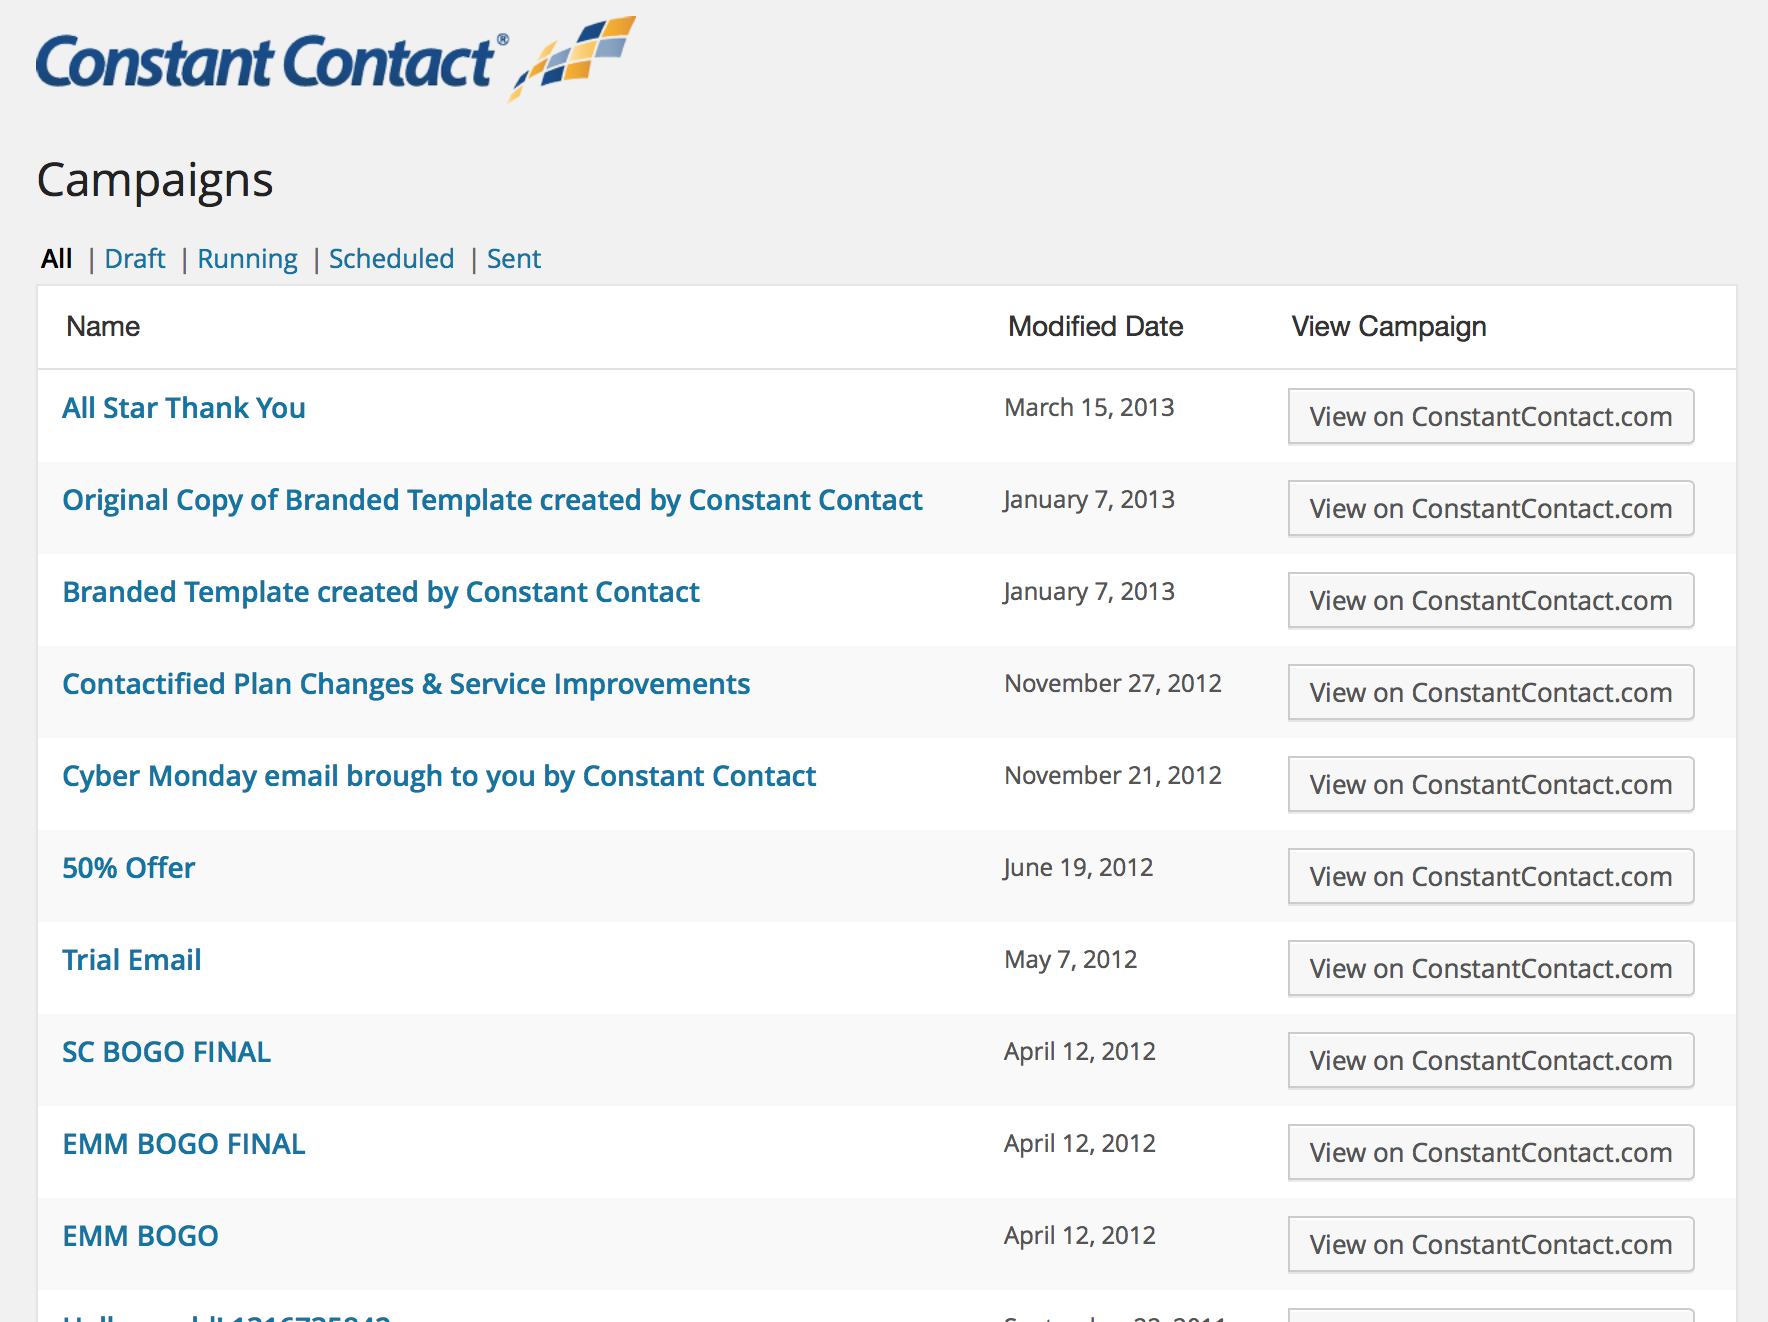 Constant Contact®
Campaigns
All | Draft | Running | Scheduled | Sent
Name Modified Date View Campaign
All Star Thank You March 15, 2013 View on ConstantContact.com
Original Copy of Branded Template created by Constant Contact January 7, 2013 View on ConstantContact.com
Branded Template created by Constant Contact January 7, 2013 View on ConstantContact.com
Contactified Plan Changes & Service Improvements November 27, 2012 View on ConstantContact.com
Cyber Monday email brough to you by Constant Contact November 21, 2012 View on ConstantContact.com
50% Offer June 19, 2012 View on ConstantContact.com
Trial Email May 7, 2012 View on ConstantContact.com
SC BOGO FINAL April 12, 2012 View on ConstantContact.com
EMM BOGO FINAL April 12, 2012 View on ConstantContact.com
EMM BOGO April 12, 2012 View on ConstantContact.com